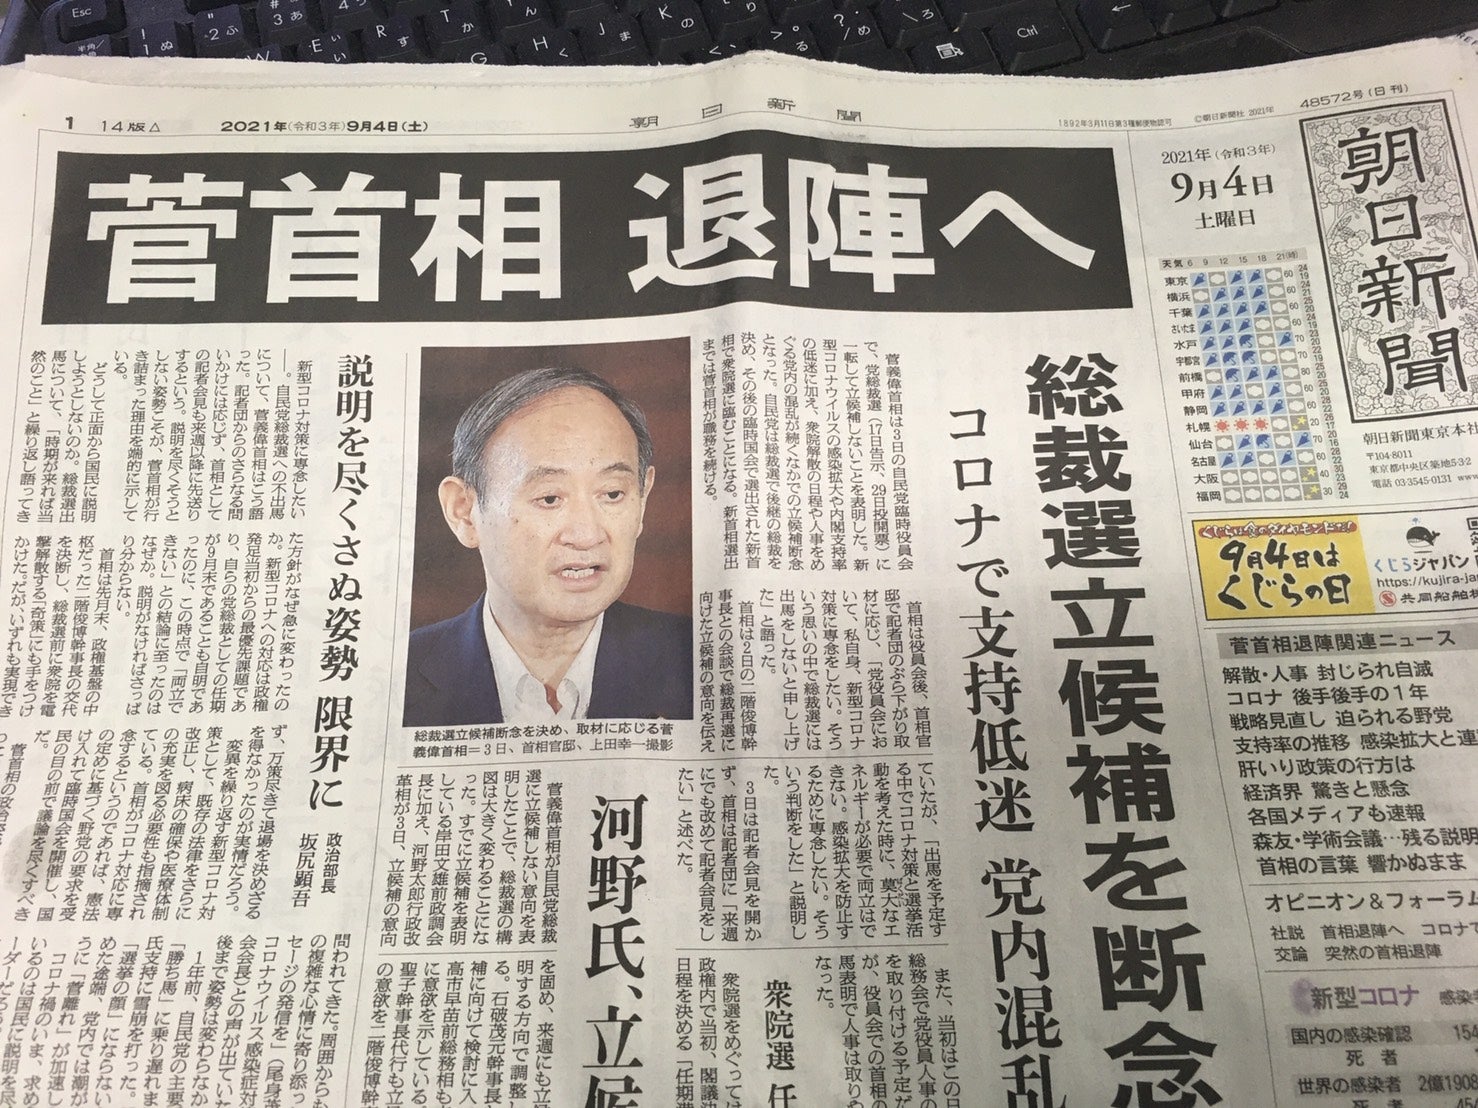 1
14版△
2021年(令和3年)9月4日(土)
朝日新聞
1892年3月11日第3種郵便物認可
©朝日新聞社 2021年
48572号(日刊)
朝日新聞
2021年(令和3年)
9月4日
土曜日
菅首相 退陣へ
総裁選立候補を断念
コロナで支持低迷 党内混乱
菅義偉首相は3日の自民党臨時役員会
で、党総裁選(17日告示、29日投開票)に
一転して立候補しないことを表明した。新
型コロナウイルスの感染拡大や内閣支持率
の低迷に加え、衆院解散の日程や人事をめ
ぐる党内の混乱が続くなかでの立候補断念
となった。自民党は総裁選で後継の総裁を
決め、その後の臨時国会で選出された新首
相で衆院選に臨むことになる。新首相選出
までは菅首相が職務を続ける。
首相は役員会後、首相官
邸で記者団のぶら下がり取
材に応じ、「党役員会にお
いて、私自身、新型コロナ
対策に専念をしたい。そう
いう思いの中で総裁選には
出馬をしないと申し上げ
た」と語った。
首相は2日の二階俊博幹
事長との会談で総裁再選に
向けた立候補の意向を伝え
ていたが、「出馬を予定す
る中でコロナ対策と選挙活
動を考えた時に、莫大なエ
ネルギーが必要で両立はで
きない。感染拡大を防止す
るために専念したい。そう
いう判断をした」と説明し
た。
3日は記者会見を開か
ず、首相は記者団に「来週
にでも改めて記者会見をし
たい」と述べた。
また、当初はこの日
総務会で党役員人事の
を取り付ける予定だ
が、役員会での首相の
馬表明で人事は取りや
なった。
衆院選 任
衆院選をめぐっては
政権内で当初、閣議決
日程を決める「任期満
総裁選立候補断念を決め、取材に応じる菅
義偉首相=3日、首相官邸、上田幸一撮影
河野氏、立候
菅義偉首相が自民党総裁
選に立候補しない意向を表
明したことで、総裁選の構
図は大きく変わることにな
った。すでに立候補を表明
している岸田文雄前政調会
長に加え、河野太郎行政改
革相が3日、立候補の意向
を固め、来週にも立
明する方向で調整し
る。石破茂元幹事長も
補に向けて検討に入
高市早苗前総務相も
に意欲を示している。
聖子幹事長代行も立
の意欲を二階俊博幹
説明を尽くさぬ姿勢 限界に
政治部長
坂尻顕吾
新型コロナ対策に専念したい
――。自民党総裁選への不出馬
について、菅義偉首相はこう語
った。記者団からのさらなる問
いかけには応じず、首相として
の記者会見も来週以降に先送り
するという。説明を尽くそうと
しない姿勢こそが、菅首相が行
き詰まった理由を端的に示して
いる。
どうして正面から国民に説明
しようとしないのか。総裁選出
馬について、「時期が来れば当
然のこと」と繰り返し語ってき
た方針がなぜ急に変わったの
か。新型コロナへの対応は政権
発足当初からの最優先課題であ
り、自らの党総裁としての任期
が9月末であることも自明であ
ったのに、この時点で「両立で
きない」との結論に至ったのは
なぜか。説明がなければさっぱ
り分からない。
首相は先月末、政権基盤の中
枢だった二階俊博幹事長の交代
を決断し、総裁選前に衆院を電
撃解散する「奇策」にも手をつけ
かけた。だが、いずれも実現でき
ず、万策尽きて退場を決めざる
を得なかったのが実情だろう。
変異を繰り返す新型コロナ対
策として、既存の法律をさらに
改正し、病床の確保や医療体制
の充実を図る必要性も指摘され
ている。首相がコロナ対応に専
念するというのであれば、憲法
の定めに基づく野党の要求を受
け入れて臨時国会を開催し、国
民の目の前で議論を尽くすべき
だ。
菅首相の政治姿
問われてきた。周囲からも
の複雑な心情に寄り添っ
セージの発信を」(尾身茂
コロナウイルス感染症対
会会長)との声が出ていた
後まで姿勢は変わらなか
1年前、自民党の主要
「勝ち馬」に乗り遅れま
氏支持に雪崩を打った。
「選挙の顔」にならない
めた途端、党内では潮が
うに「菅離れ」が加速し
コロナ禍のいま、求め
いるのは国民に説明を尽
ーダーだろう
天気 6 9 12 15 18 21(時)
東京
横浜
千葉
さいたま
水戸
宇都宮
前橋
甲府
静岡
札幌
仙台
名古屋
大阪
福岡
朝日新聞東京本社
〒104-8011
東京都中央区築地5-3-2
電話 03-3545-0131 www.
9月4日は
くじらの日
くじらジャパン
https://kujira-ja
共同船舶株
菅首相退陣関連ニュース
解散・人事 封じられ自滅
コロナ 後手後手の1年
戦略見直し 迫られる野党
支持率の推移 感染拡大と連
肝いり政策の行方は
経済界 驚きと懸念
各国メディアも速報
森友・学術会議…残る説明
首相の言葉 響かぬまま
オピニオン&フォーラム
社説 首相退陣へ コロナで
交論 突然の首相退陣
新型コロナ 感染
国内の感染確認 154
死者
世界の感染者 2億1908
死者 454
Esc
Ctrl